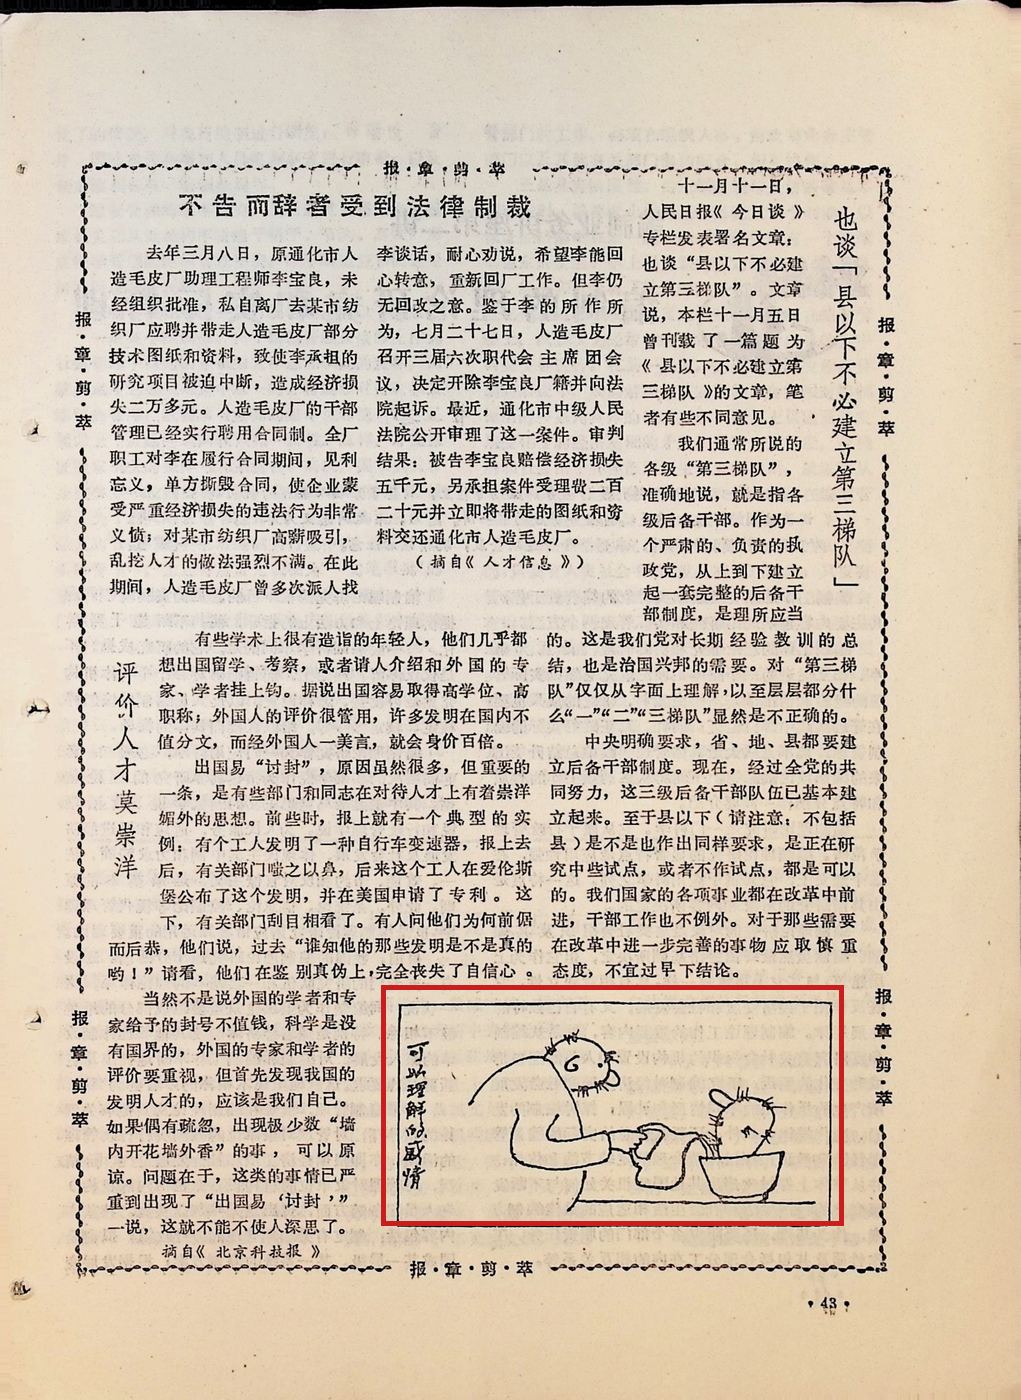 报·章·剪·萃
不告而辞者受到法律制裁
去年三月八日，原通化市人
造毛皮厂助理工程师李宝良，未
经组织批准，私自离厂去某市纺
织厂应聘并带走人造毛皮厂部分
技术图纸和资料，致使李承担的
研究项目被迫中断，造成经济损
失二万多元。人造毛皮厂的干部
管理已经实行聘用合同制。全厂
职工对李在履行合同期间，见利
忘义，单方撕毁合同，使企业蒙
受严重经济损失的违法行为非常
义愤；对某市纺织厂高薪吸引，
乱挖人才的做法强烈不满。在此
期间，人造毛皮厂曾多次派人找
李谈话，耐心劝说，希望李能回
心转意，重新回厂工作。但李仍
无回改之意。鉴于李的所作所
为，七月二十七日，人造毛皮厂
召开三届六次职代会主席团会
议，决定开除李宝良厂籍并向法
院起诉。最近，通化市中级人民
法院公开审理了这一案件。审判
结果：被告李宝良赔偿经济损失
五千元，另承担案件受理费二百
二十元并立即将带走的图纸和资
料交还通化市人造毛皮厂。
（摘自《人才信息》）
也谈「县以下不必建立第三梯队」
十一月十一日，
人民日报《今日谈》
专栏发表署名文章：
也谈“县以下不必建
立第三梯队”。文章
说，本栏十一月五日
曾刊载了一篇题为
《县以下不必建立第
三梯队》的文章，笔
者有些不同意见。
我们通常所说的
各级“第三梯队”，
准确地说，就是指各
级后备干部。作为一
个严肃的、负责的执
政党，从上到下建立
起一套完整的后备干
部制度，是理所应当
的。这是我们党对长期经验教训的总
结，也是治国兴邦的需要。对“第三梯
队”仅仅从字面上理解，以至层层都分什
么“一”“二”“三梯队”显然是不正确的。
中央明确要求，省、地、县都要建
立后备干部制度。现在，经过全党的共
同努力，这三级后备干部队伍已基本建
立起来。至于县以下（请注意：不包括
县）是不是也作出同样要求，是正在研
究中些试点，或者不作试点，都是可以
的。我们国家的各项事业都在改革中前
进，干部工作也不例外。对于那些需要
在改革中进一步完善的事物应取慎重
态度，不宜过早下结论。
评价人才莫崇洋
有些学术上很有造诣的年轻人，他们几乎都
想出国留学、考察，或者请人介绍和外国的专
家、学者挂上钩。据说出国容易取得高学位、高
职称；外国人的评价很管用，许多发明在国内不
值分文，而经外国人一美言，就会身价百倍。
出国易“讨封”，原因虽然很多，但重要的
一条，是有些部门和同志在对待人才上有着崇洋
媚外的思想。前些时，报上就有一个典型的实
例：有个工人发明了一种自行车变速器，报上去
后，有关部门嗤之以鼻，后来这个工人在爱伦斯
堡公布了这个发明，并在美国申请了专利。这
下，有关部门刮目相看了。有人问他们为何前倨
而后恭，他们说，过去“谁知他的那些发明是不是真的
哟！”请看，他们在鉴别真伪上，完全丧失了自信心。
当然不是说外国的学者和专
家给予的封号不值钱，科学是没
有国界的，外国的专家和学者的
评价要重视，但首先发现我国的
发明人才的，应该是我们自己。
如果偶有疏忽，出现极少数“墙
内开花墙外香”的事，可以原
谅。问题在于，这类的事情已严
重到出现了“出国易‘讨封’”
一说，这就不能不使人深思了。
摘自《北京科技报》
可以理解的感情
报·章·剪·萃
报·章·剪·萃
报·章·剪·萃
报·章·剪·萃
报·章·剪·萃
·43·